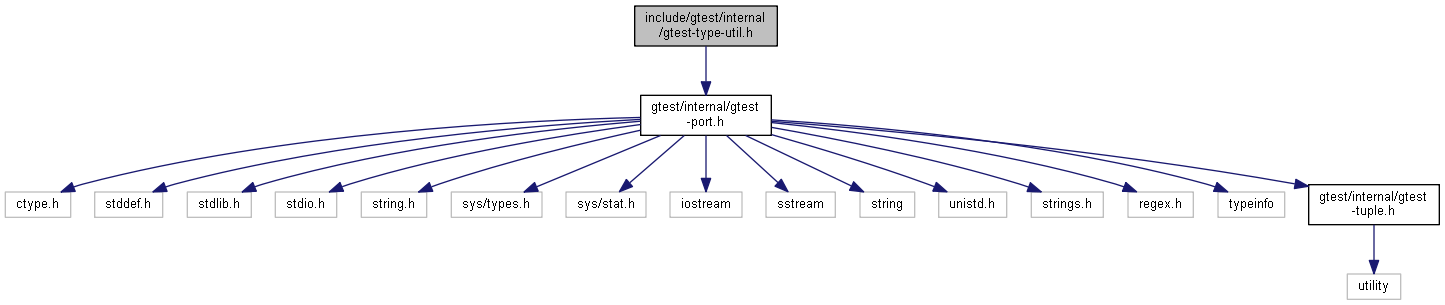 include/gtest/internal
/gtest-type-util.h
gtest/internal/gtest
-port.h
ctype.h
stddef.h
stdlib.h
stdio.h
string.h
sys/types.h
sys/stat.h
iostream
sstream
string
unistd.h
strings.h
regex.h
typeinfo
gtest/internal/gtest
-tuple.h
utility